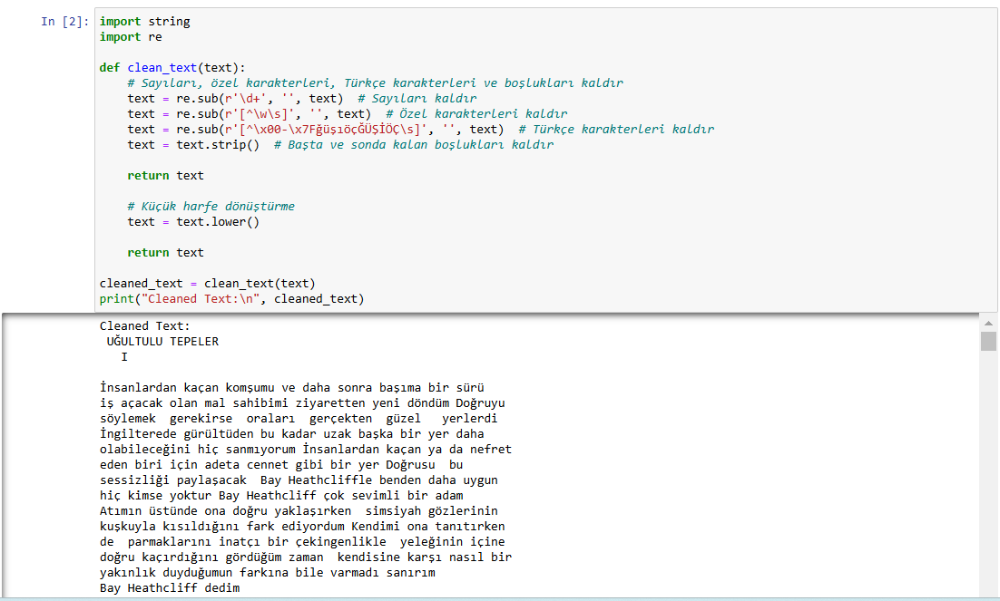 In [2]: import string
import re
def clean_text(text):
# Sayıları, özel karakterleri, Türkçe karakterleri ve boşlukları kaldır
text = re.sub(r'\d+', '', text)  # Sayıları kaldır
text = re.sub(r'[^\w\s]', '', text)  # Özel karakterleri kaldır
text = re.sub(r'[^\x00-\x7FğüşıöçĞÜŞİÖÇ\s]', '', text)  # Türkçe karakterleri kaldır
text = text.strip()  # Başta ve sonda kalan boşlukları kaldır
return text
# Küçük harfe dönüştürme
text = text.lower()
return text
cleaned_text = clean_text(text)
print("Cleaned Text:\n", cleaned_text)
Cleaned Text:
UĞULTULU TEPELER
I
İnsanlardan kaçan komşumu ve daha sonra başıma bir sürü
iş açacak olan mal sahibimi ziyaretten yeni döndüm Doğruyu
söylemek  gerekirse  oraları  gerçekten  güzel   yerlerdi
İngilterede gürültüden bu kadar uzak başka bir yer daha
olabileceğini hiç sanmıyorum İnsanlardan kaçan ya da nefret
eden biri için adeta cennet gibi bir yer Doğrusu  bu
sessizliği paylaşacak  Bay Heathcliffle benden daha uygun
hiç kimse yoktur Bay Heathcliff çok sevimli bir adam
Atımın üstünde ona doğru yaklaşırken  simsiyah gözlerinin
kuşkuyla kısıldığını fark ediyordum Kendimi ona tanıtırken
de  parmaklarını inatçı bir çekingenlikle  yeleğinin içine
doğru kaçırdığını gördüğüm zaman  kendisine karşı nasıl bir
yakınlık duyduğumun farkına bile varmadı sanırım
Bay Heathcliff dedim